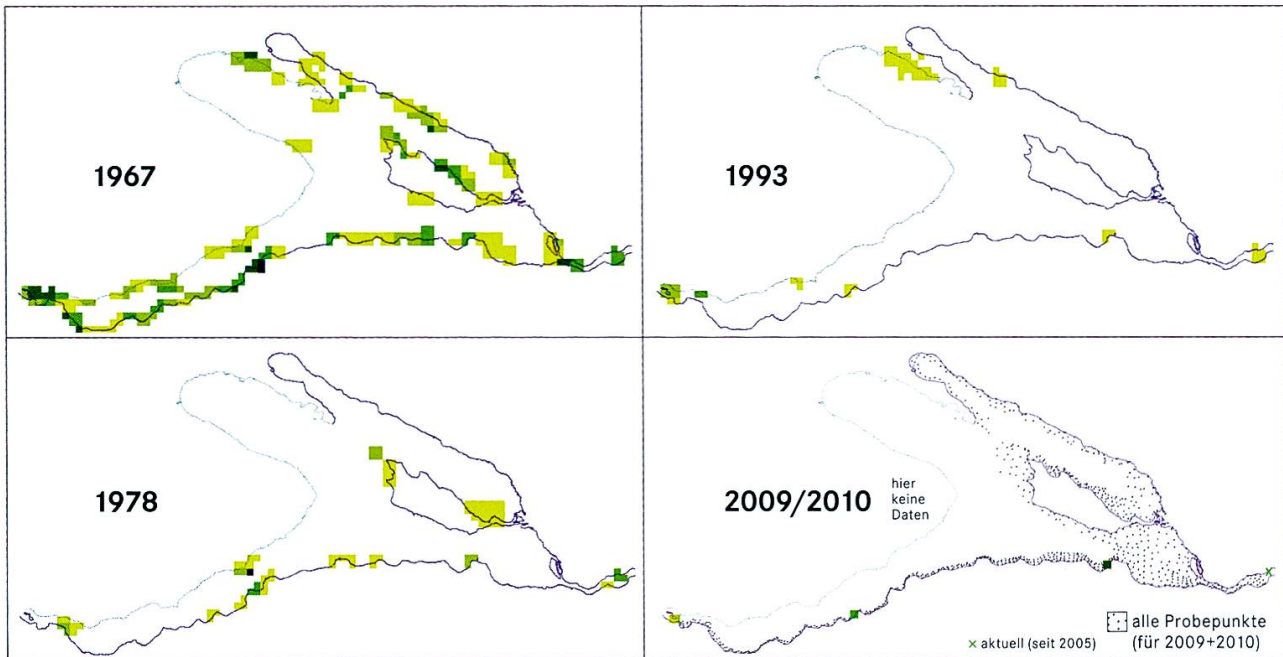 1967
1993
1978
2009/2010
hier
keine
Daten
× aktuell (seit 2005)
alle Probepunkte
(für 2009+2010)